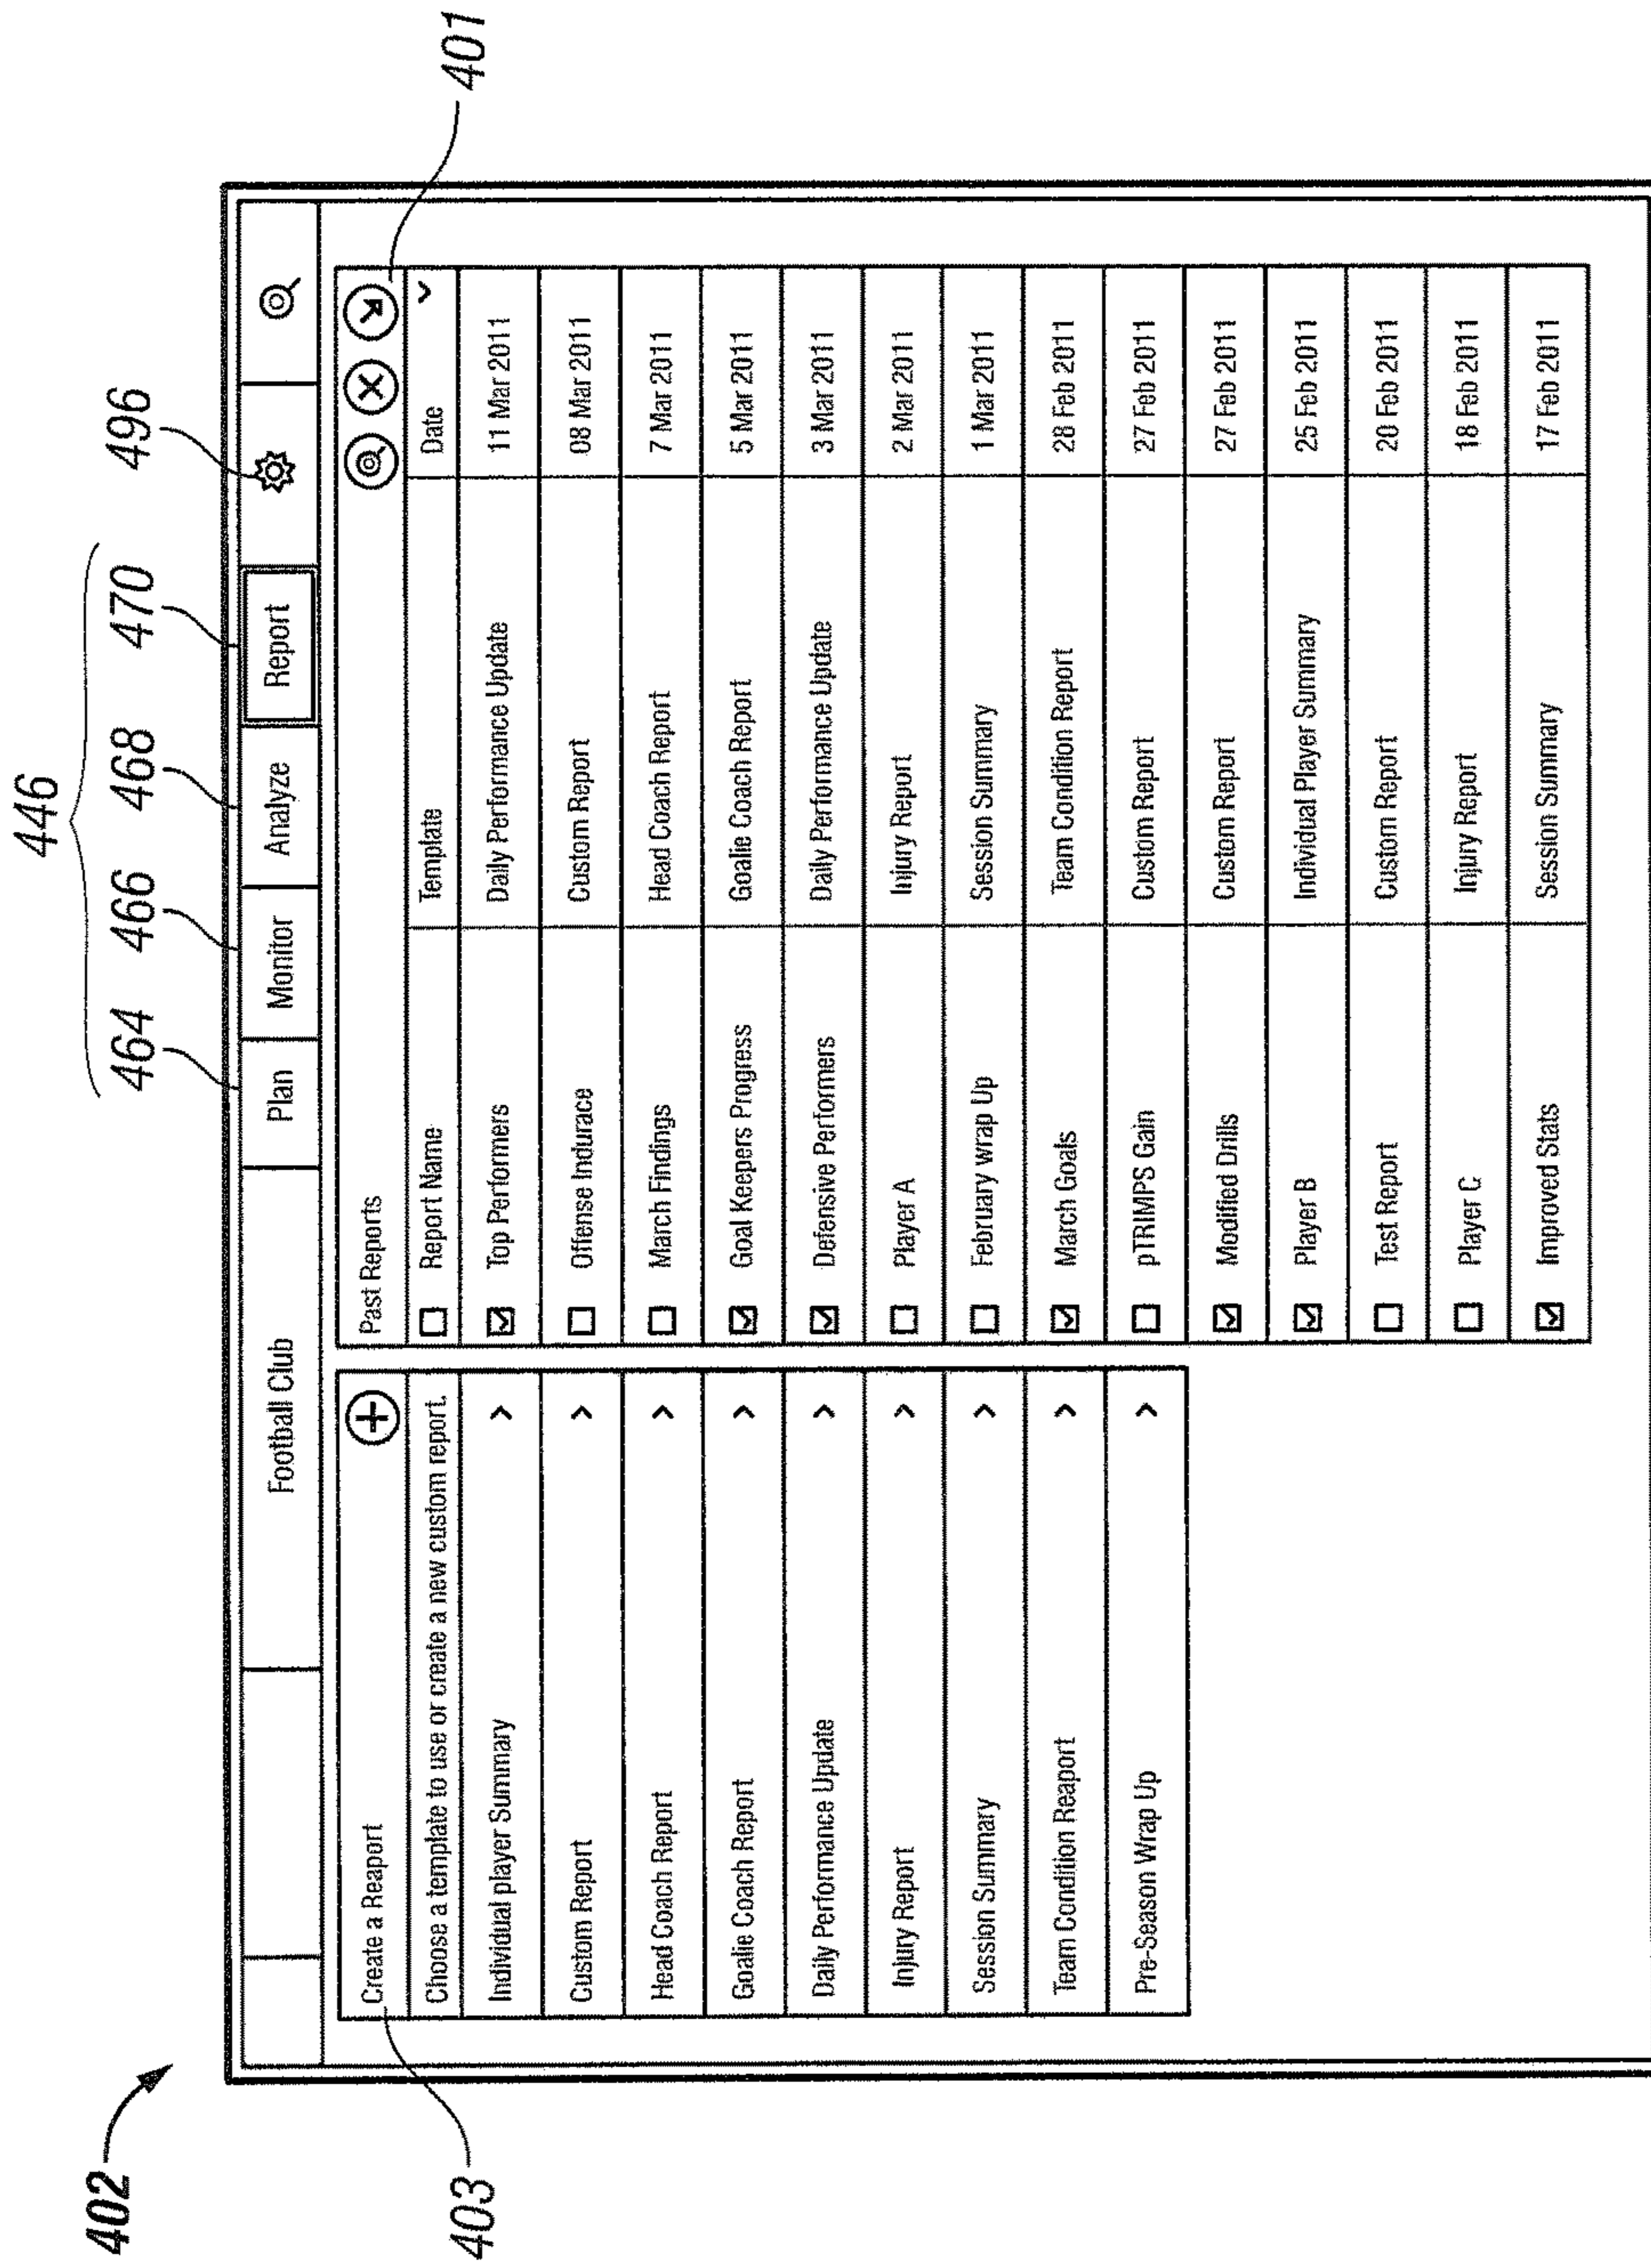 402
446
464 466 468 470 496
Football Club Plan Monitor Analyze Report
403
401
Create a Reaport
Choose a template to use or create a new custom report.
Individual player Summary >
Custom Report >
Head Coach Report >
Goalie Coach Report >
Daily Performance Update >
Injury Report >
Session Summary >
Team Condition Reaport >
Pre-Season Wrap Up >
Past Reports
Report Name Template Date
Top Performers Daily Performance Update 11 Mar 2011
Offense Indurace Custom Report 08 Mar 2011
March Findings Head Coach Report 7 Mar 2011
Goal Keepers Progress Goalie Coach Report 5 Mar 2011
Defensive Performers Daily Performance Update 3 Mar 2011
Player A Injury Report 2 Mar 2011
February wrap Up Session Summary 1 Mar 2011
March Goals Team Condition Report 28 Feb 2011
pTRIMPS Gain Custom Report 27 Feb 2011
Modified Drills Custom Report 27 Feb 2011
Player B Individual Player Summary 25 Feb 2011
Test Report Custom Report 20 Feb 2011
Player C Injury Report 18 Feb 2011
Improved Stats Session Summary 17 Feb 2011